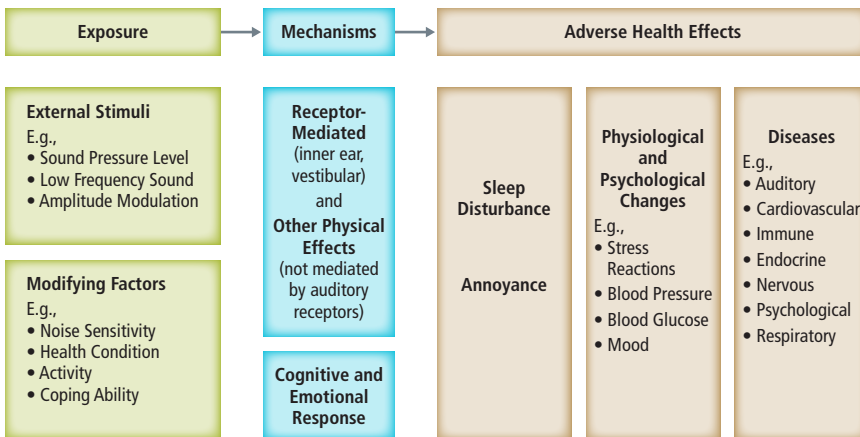 Exposure
Mechanisms
Adverse Health Effects
External Stimuli
E.g.,
• Sound Pressure Level
• Low Frequency Sound
• Amplitude Modulation
Modifying Factors
E.g.,
• Noise Sensitivity
• Health Condition
• Activity
• Coping Ability
Receptor-
Mediated
(inner ear,
vestibular)
and
Other Physical
Effects
(not mediated
by auditory
receptors)
Cognitive and
Emotional
Response
Sleep
Disturbance
Annoyance
Physiological
and
Psychological
Changes
E.g.,
• Stress
Reactions
• Blood Pressure
• Blood Glucose
• Mood
Diseases
E.g.,
• Auditory
• Cardiovascular
• Immune
• Endocrine
• Nervous
• Psychological
• Respiratory